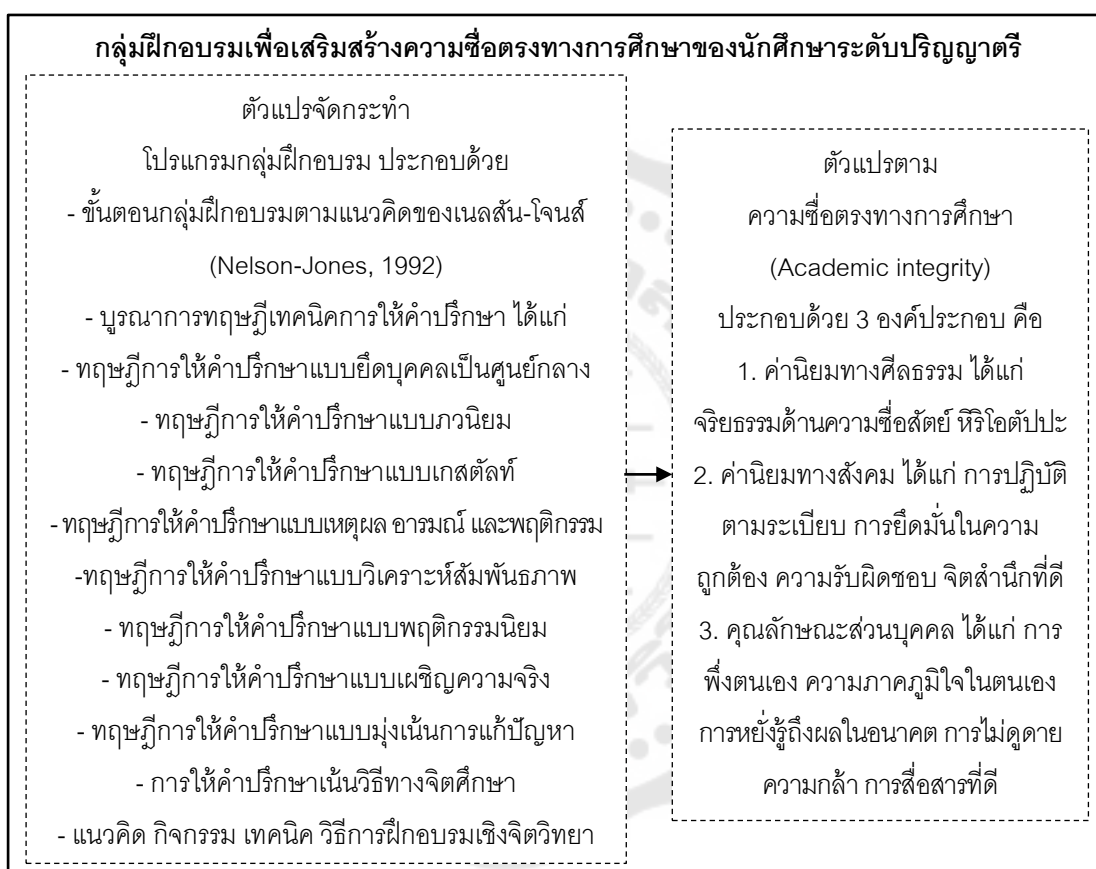 กลุ่มฝึกอบรมเพื่อเสริมสร้างความซื่อตรงทางการศึกษาของนักศึกษาระดับปริญญาตรี
ตัวแปรจัดกระทำ
โปรแกรมกลุ่มฝึกอบรม ประกอบด้วย
- ขั้นตอนกลุ่มฝึกอบรมตามแนวคิดของเนลสัน-โจนส์
(Nelson-Jones, 1992)
- บูรณาการทฤษฎีเทคนิคการให้คำปรึกษา ได้แก่
- ทฤษฎีการให้คำปรึกษาแบบยึดบุคคลเป็นศูนย์กลาง
- ทฤษฎีการให้คำปรึกษาแบบภวนิยม
- ทฤษฎีการให้คำปรึกษาแบบเกสตัลท์
- ทฤษฎีการให้คำปรึกษาแบบเหตุผล อารมณ์ และพฤติกรรม
-ทฤษฎีการให้คำปรึกษาแบบวิเคราะห์สัมพันธภาพ
- ทฤษฎีการให้คำปรึกษาแบบพฤติกรรมนิยม
- ทฤษฎีการให้คำปรึกษาแบบเผชิญความจริง
- ทฤษฎีการให้คำปรึกษาแบบมุ่งเน้นการแก้ปัญหา
- การให้คำปรึกษาเน้นวิธีทางจิตศึกษา
- แนวคิด กิจกรรม เทคนิค วิธีการฝึกอบรมเชิงจิตวิทยา
ตัวแปรตาม
ความซื่อตรงทางการศึกษา
(Academic integrity)
ประกอบด้วย 3 องค์ประกอบ คือ
1. ค่านิยมทางศีลธรรม ได้แก่
จริยธรรมด้านความซื่อสัตย์ หิริโอตัปปะ
2. ค่านิยมทางสังคม ได้แก่ การปฏิบัติ
ตามระเบียบ การยึดมั่นในความ
ถูกต้อง ความรับผิดชอบ จิตสำนึกที่ดี
3. คุณลักษณะส่วนบุคคล ได้แก่ การ
พึ่งตนเอง ความภาคภูมิใจในตนเอง
การหยั่งรู้ถึงผลในอนาคต การไม่ดูดาย
ความกล้า การสื่อสารที่ดี